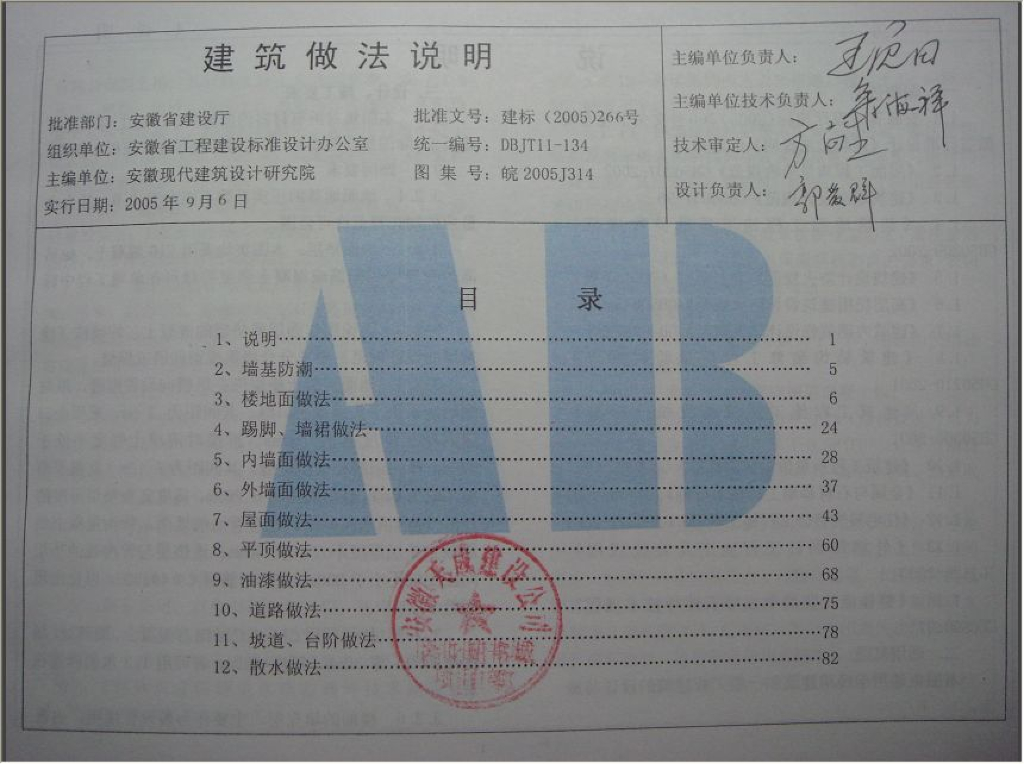 建筑做法说明
批准部门：安徽省建设厅 批准文号：建标（2005)266号
组织单位：安徽省工程建设标准设计办公室 统一编号：DBJT11-134
主编单位：安徽现代建筑设计研究院 图集号：皖2005J314
实行日期：2005年9月6日
主编单位负责人：
主编单位技术负责人：
技术审定人：
设计负责人：
AB
目 录
1、说明 1
2、墙基防潮 5
3、楼地面做法 6
4、踢脚、墙裙做法 24
5、内墙面做法 28
6、外墙面做法 37
7、屋面做法 43
8、平顶做法 60
9、油漆做法 68
10、道路做法 75
11、坡道、台阶做法 78
12、散水做法 82
安徽天成建设公司